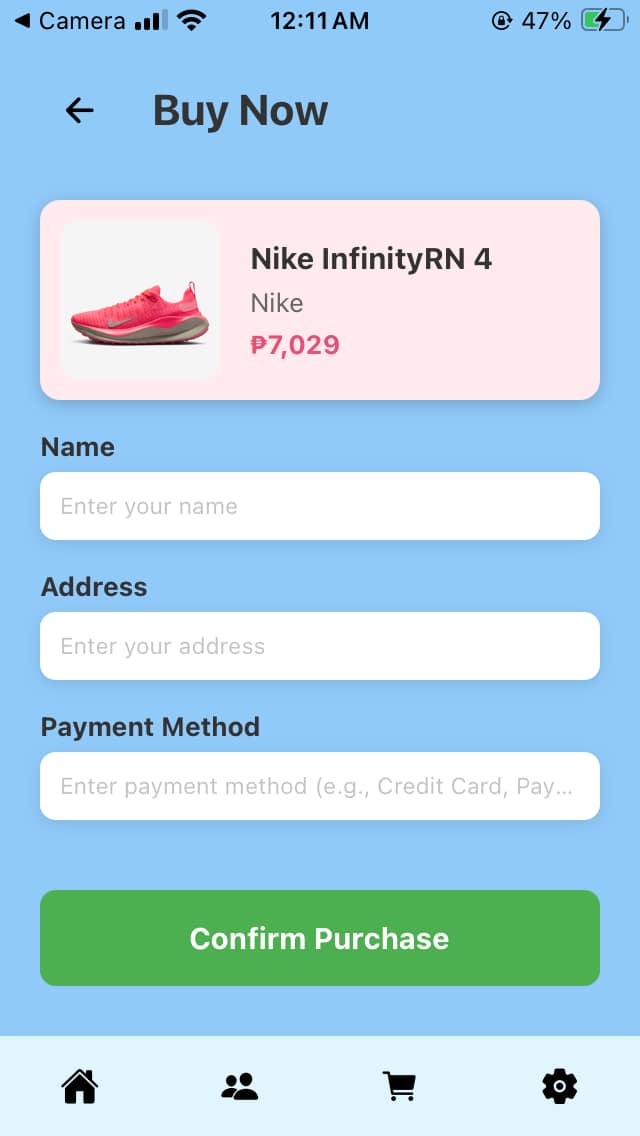 ◀ Camera 12:11 AM 47%
Buy Now
Nike InfinityRN 4
Nike
₱7,029
Name
Enter your name
Address
Enter your address
Payment Method
Enter payment method (e.g., Credit Card, Pay...
Confirm Purchase